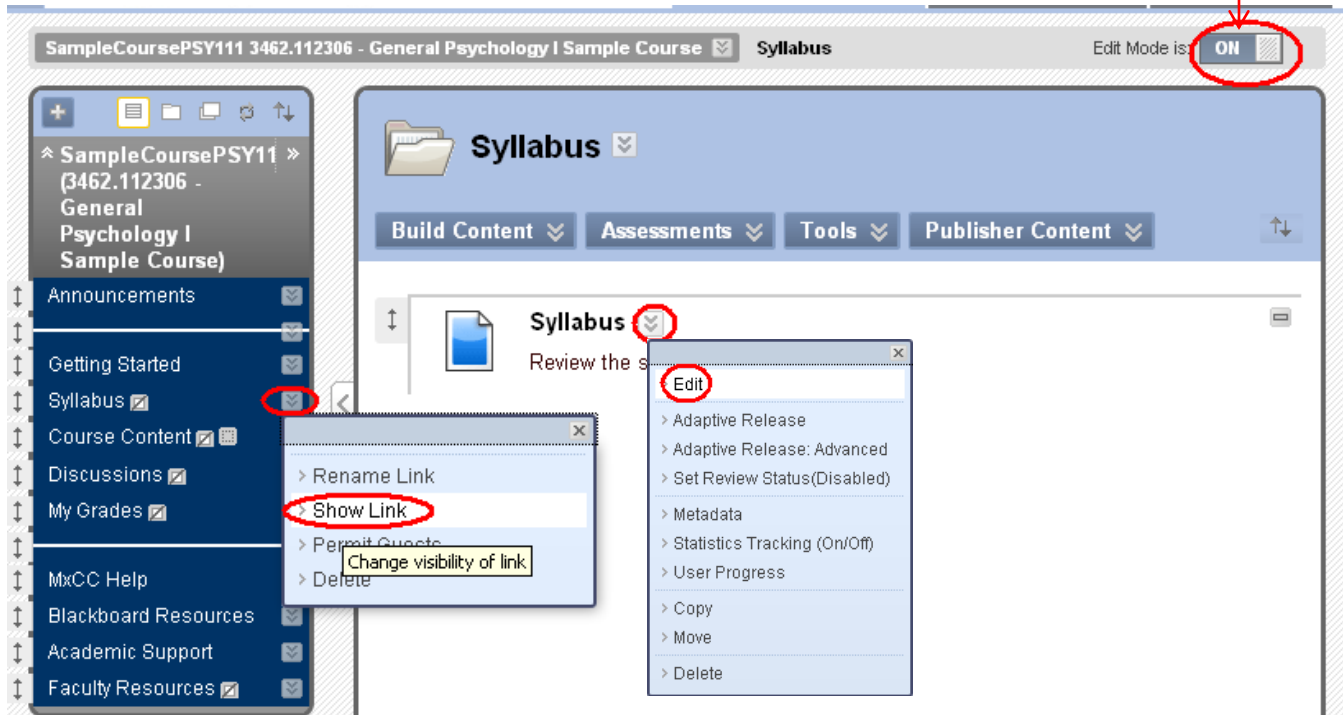 SampleCoursePSY111 3462.112306 - General Psychology I Sample Course
Syllabus
Edit Mode is:
ON
SampleCoursePSY11
(3462.112306 -
General
Psychology I
Sample Course)
Announcements
Getting Started
Syllabus
Course Content
Discussions
My Grades
MxCC Help
Blackboard Resources
Academic Support
Faculty Resources
> Rename Link
> Show Link
> Permit Guests
Change visibility of link
> Delete
Syllabus
Build Content
Assessments
Tools
Publisher Content
Syllabus
Review the s
> Edit
> Adaptive Release
> Adaptive Release: Advanced
> Set Review Status(Disabled)
> Metadata
> Statistics Tracking (On/Off)
> User Progress
> Copy
> Move
> Delete